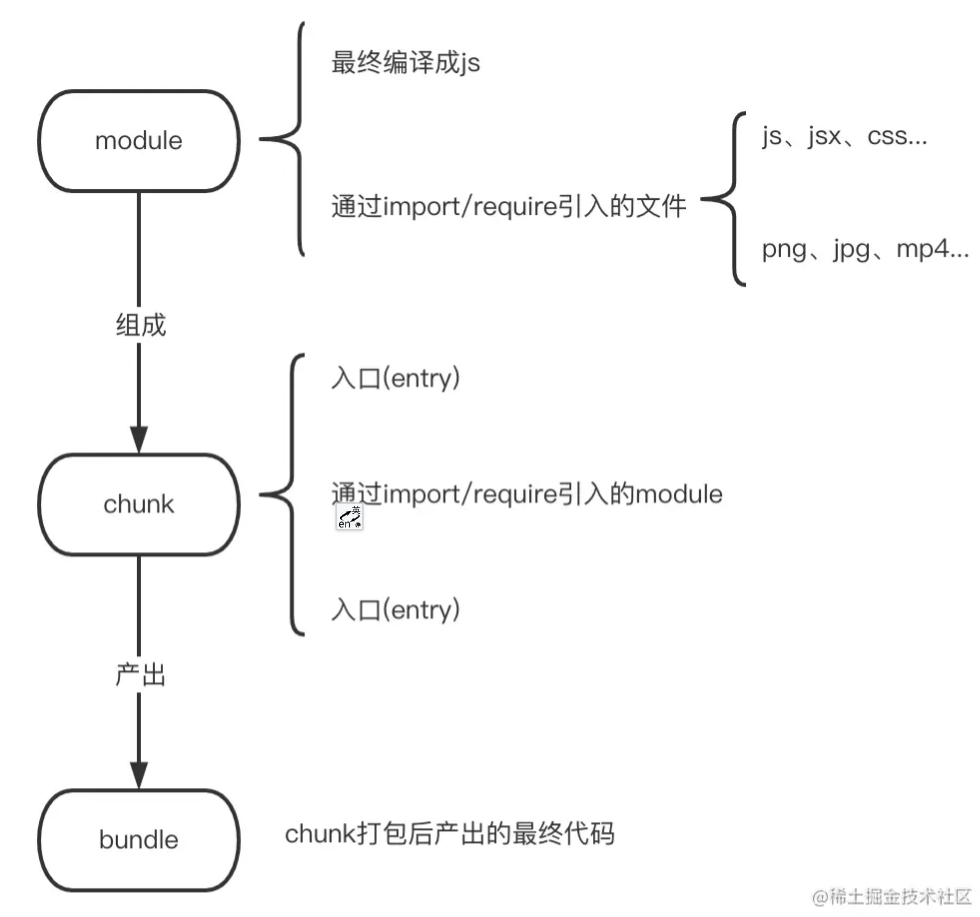 最终编译成js
module
js、jsx、css...
通过import/require引入的文件
png、jpg、mp4...
组成
入口(entry)
chunk
通过import/require引入的module
英
en
入口(entry)
产出
bundle
chunk打包后产出的最终代码
@稀土掘金技术社区